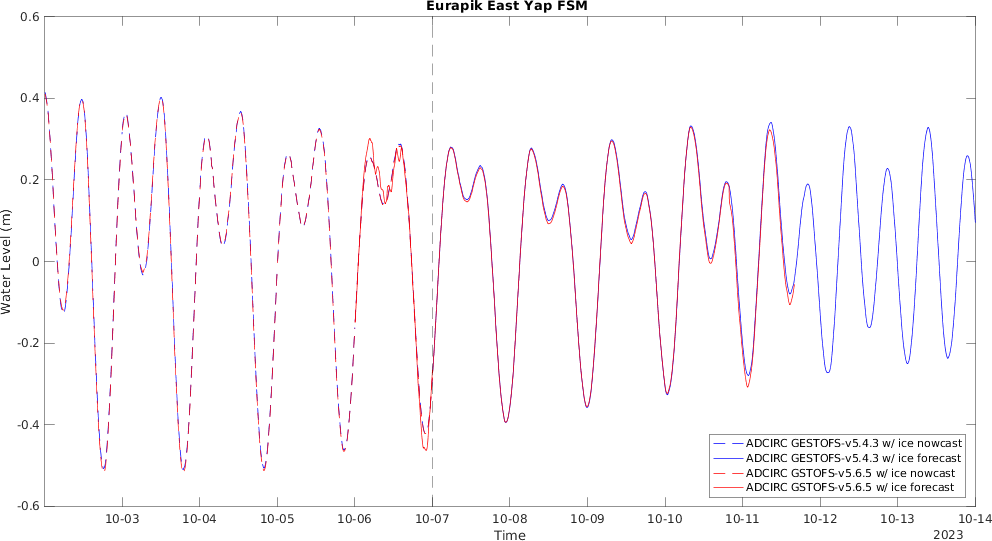 Eurapik East Yap FSM
0.6
0.4
0.2
0
-0.2
-0.4
-0.6
Water Level (m)
ADCIRC GESTOFS-v5.4.3 w/ ice nowcast
ADCIRC GESTOFS-v5.4.3 w/ ice forecast
ADCIRC GSTOFS-v5.6.5 w/ ice nowcast
ADCIRC GSTOFS-v5.6.5 w/ ice forecast
10-03 10-04 10-05 10-06 10-07 10-08 10-09 10-10 10-11 10-12 10-13 10-14
Time
2023